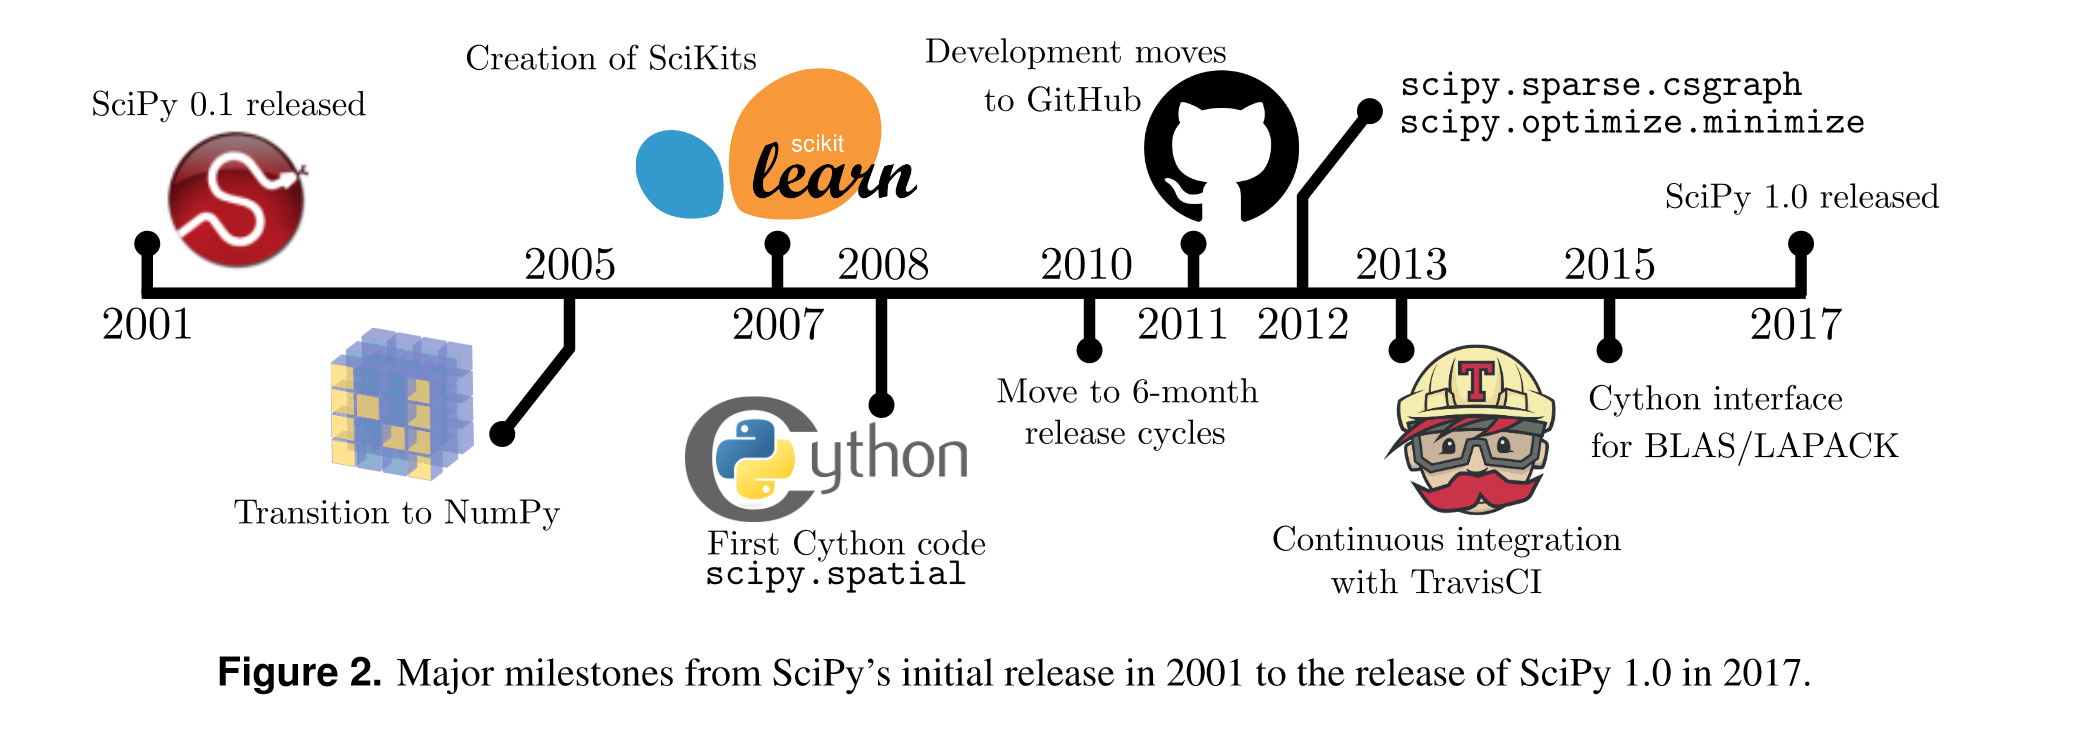 Creation of SciKits
Development moves
to GitHub
SciPy 0.1 released
scipy.sparse.csgraph
scipy.optimize.minimize
scikit
learn
SciPy 1.0 released
2005
2008
2010
2013
2015
2001
2007
2011
2012
2017
Transition to NumPy
Cython
First Cython code
scipy.spatial
Move to 6-month
release cycles
T
Continuous integration
with TravisCI
Cython interface
for BLAS/LAPACK
Figure 2. Major milestones from SciPy's initial release in 2001 to the release of SciPy 1.0 in 2017.